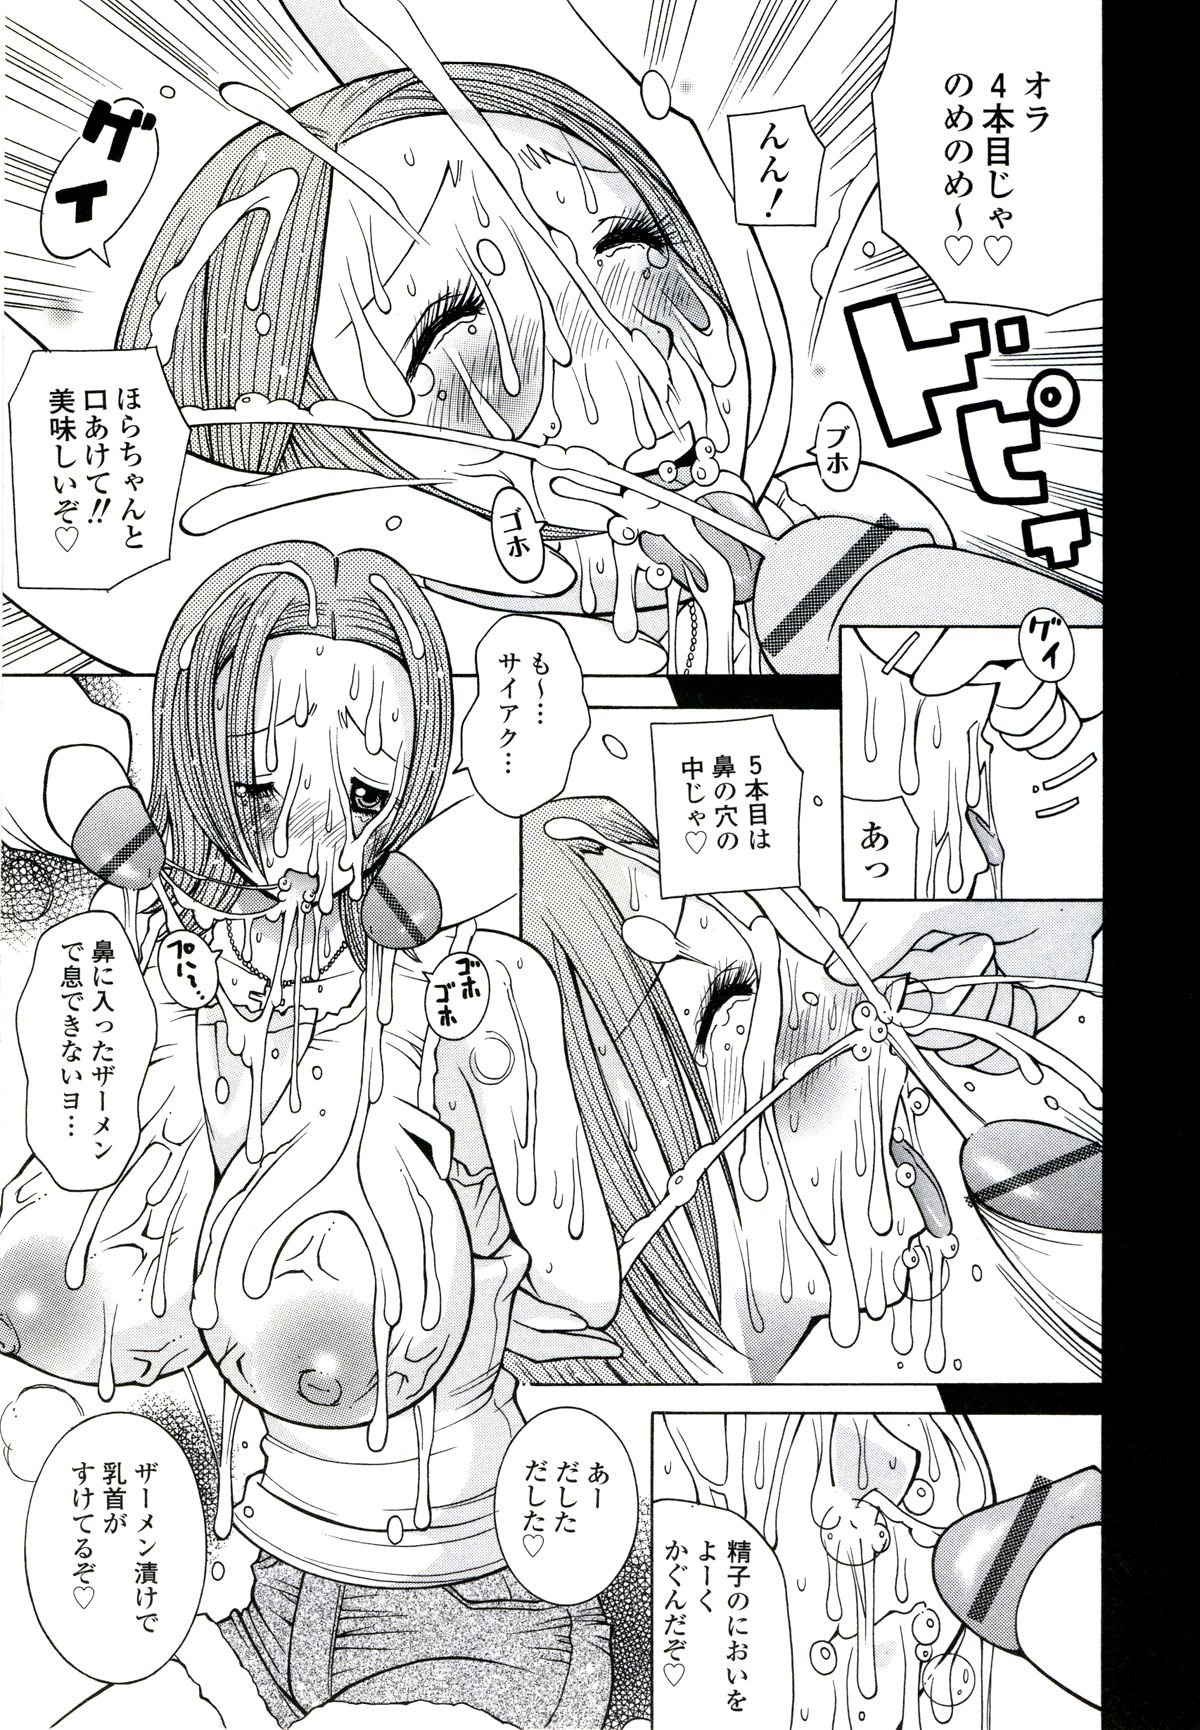 オラ
4本目じゃ♡
のめのめ～♡
んん！
グイ
ドピュ
ブホ
ゴホ
ほらちゃんと
口あけて!!
美味しいぞ♡
グイ
あっ
5本目は
鼻の穴の
中じゃ♡
も～…
サイアク…
ゴホ
ゴホ
鼻に入ったザーメン
で息できないヨ…
精子のにおいを
よーく
かぐんだぞ♡
あー
だした
だした♡
ザーメン漬けで
乳首が
すけてるぞ♡